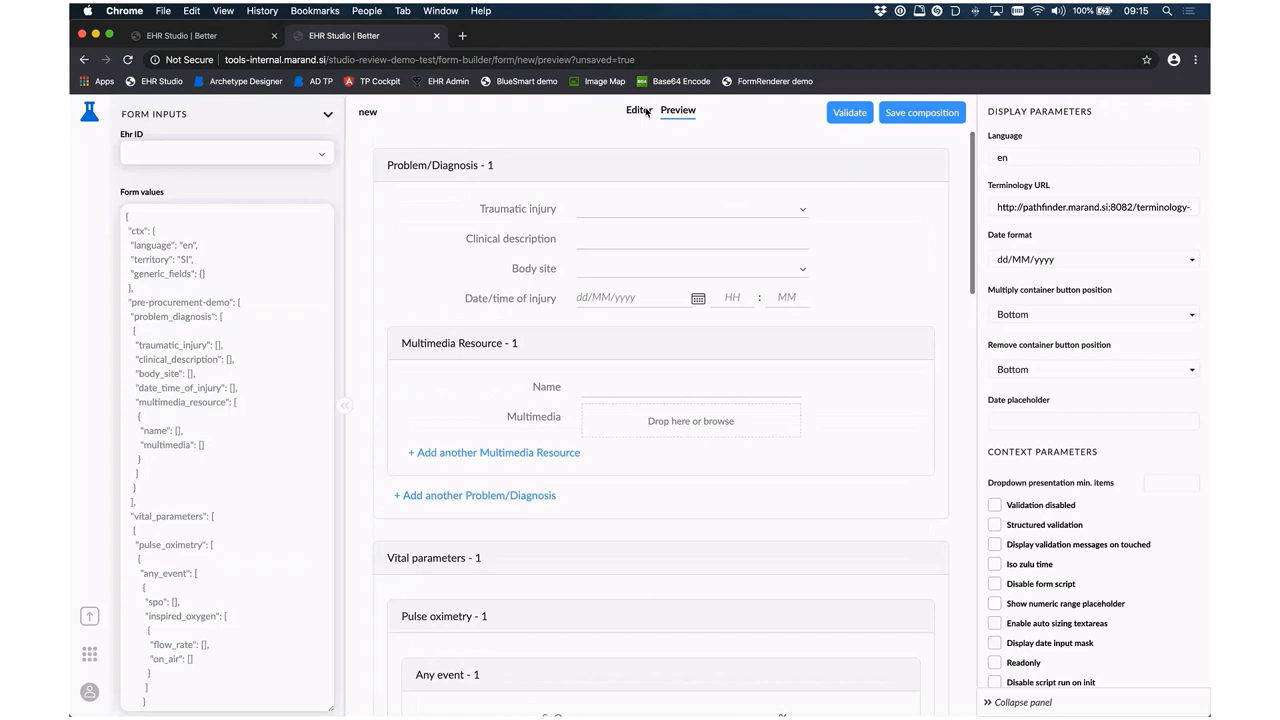 Chrome File Edit View History Bookmarks People Tab Window Help 100% 09:15
EHR Studio | Better
EHR Studio | Better
Not Secure tools-internal.marand.si/studio-review-demo-test/form-builder/form/new/preview?unsaved=true
Apps EHR Studio Archetype Designer AD TP TP Cockpit EHR Admin BlueSmart demo Image Map Base64 Encode FormRenderer demo
FORM INPUTS
Ehr ID
Form values
{
"ctx": {
"language": "en",
"territory": "SI",
"generic_fields": {}
},
"pre-procurement-demo": {
"problem_diagnosis": [
{
"traumatic_injury": [],
"clinical_description": [],
"body_site": [],
"date_time_of_injury": [],
"multimedia_resource": [
{
"name": [],
"multimedia": []
}
]
}
],
"vital_parameters": [
{
"pulse_oximetry": [
{
"any_event": [
{
"spo": [],
"inspired_oxygen": [
{
"flow_rate": [],
"on_air": []
}
]
}
new
Editor Preview
Validate
Save composition
Problem/Diagnosis - 1
Traumatic injury
Clinical description
Body site
Date/time of injury dd/MM/yyyy HH : MM
Multimedia Resource - 1
Name
Multimedia Drop here or browse
+ Add another Multimedia Resource
+ Add another Problem/Diagnosis
Vital parameters - 1
Pulse oximetry - 1
Any event - 1
DISPLAY PARAMETERS
Language
en
Terminology URL
http://pathfinder.marand.si:8082/terminology-
Date format
dd/MM/yyyy
Multiply container button position
Bottom
Remove container button position
Bottom
Date placeholder
CONTEXT PARAMETERS
Dropdown presentation min. items
Validation disabled
Structured validation
Display validation messages on touched
Iso zulu time
Disable form script
Show numeric range placeholder
Enable auto sizing textareas
Display date input mask
Readonly
Disable script run on init
Collapse panel